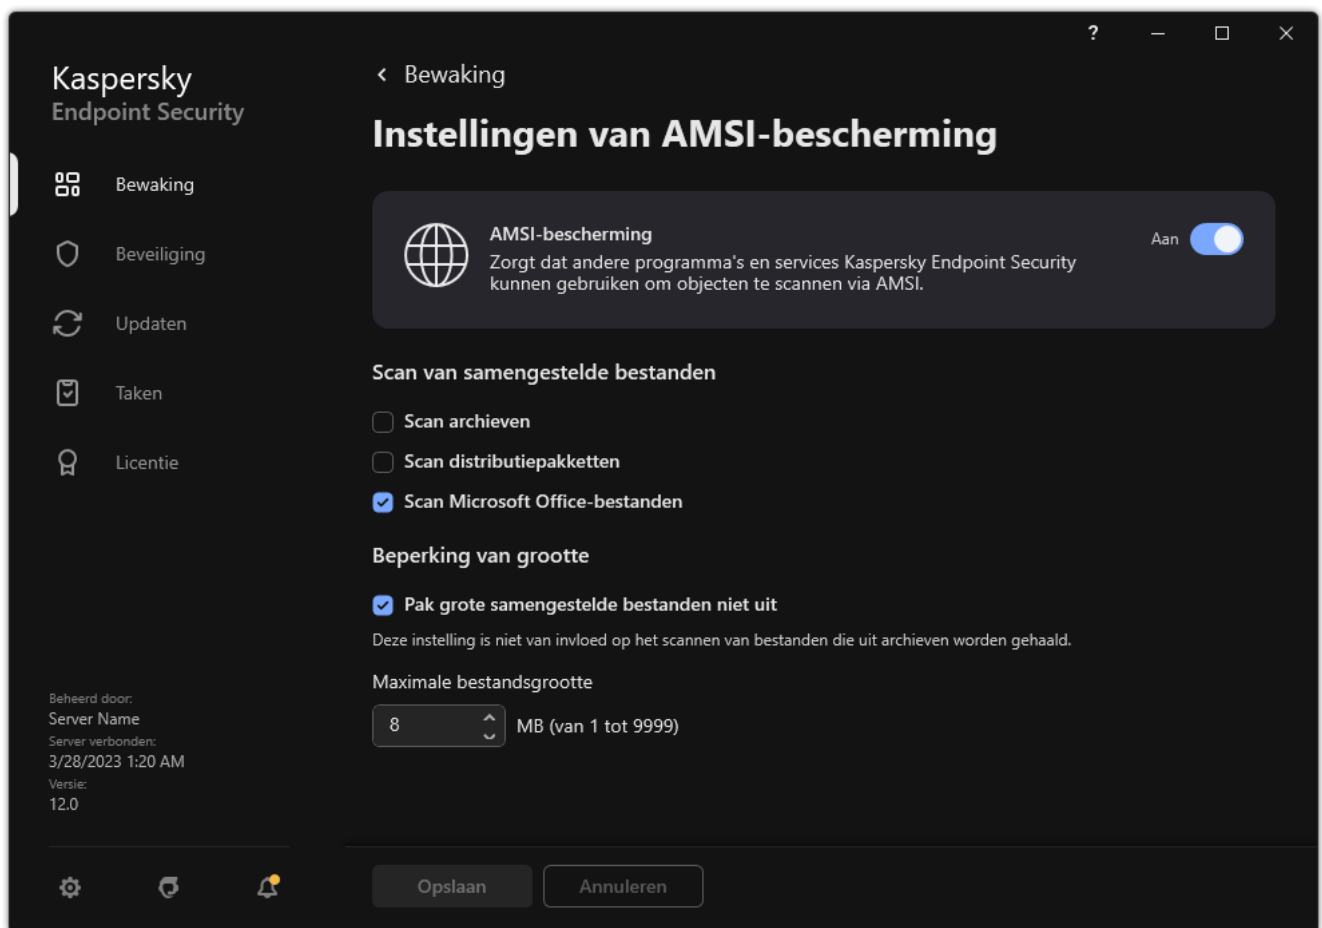 ?
Kaspersky
Endpoint Security
Bewaking
Beveiliging
Updaten
Taken
Licentie
Beheerd door:
Server Name
Server verbonden:
3/28/2023 1:20 AM
Versie:
12.0
Bewaking
Instellingen van AMSI-bescherming
AMSI-bescherming
Zorgt dat andere programma's en services Kaspersky Endpoint Security
kunnen gebruiken om objecten te scannen via AMSI.
Aan
Scan van samengestelde bestanden
Scan archieven
Scan distributiepakketten
Scan Microsoft Office-bestanden
Beperking van grootte
Pak grote samengestelde bestanden niet uit
Deze instelling is niet van invloed op het scannen van bestanden die uit archieven worden gehaald.
Maximale bestandsgrootte
8 MB (van 1 tot 9999)
Opslaan
Annuleren